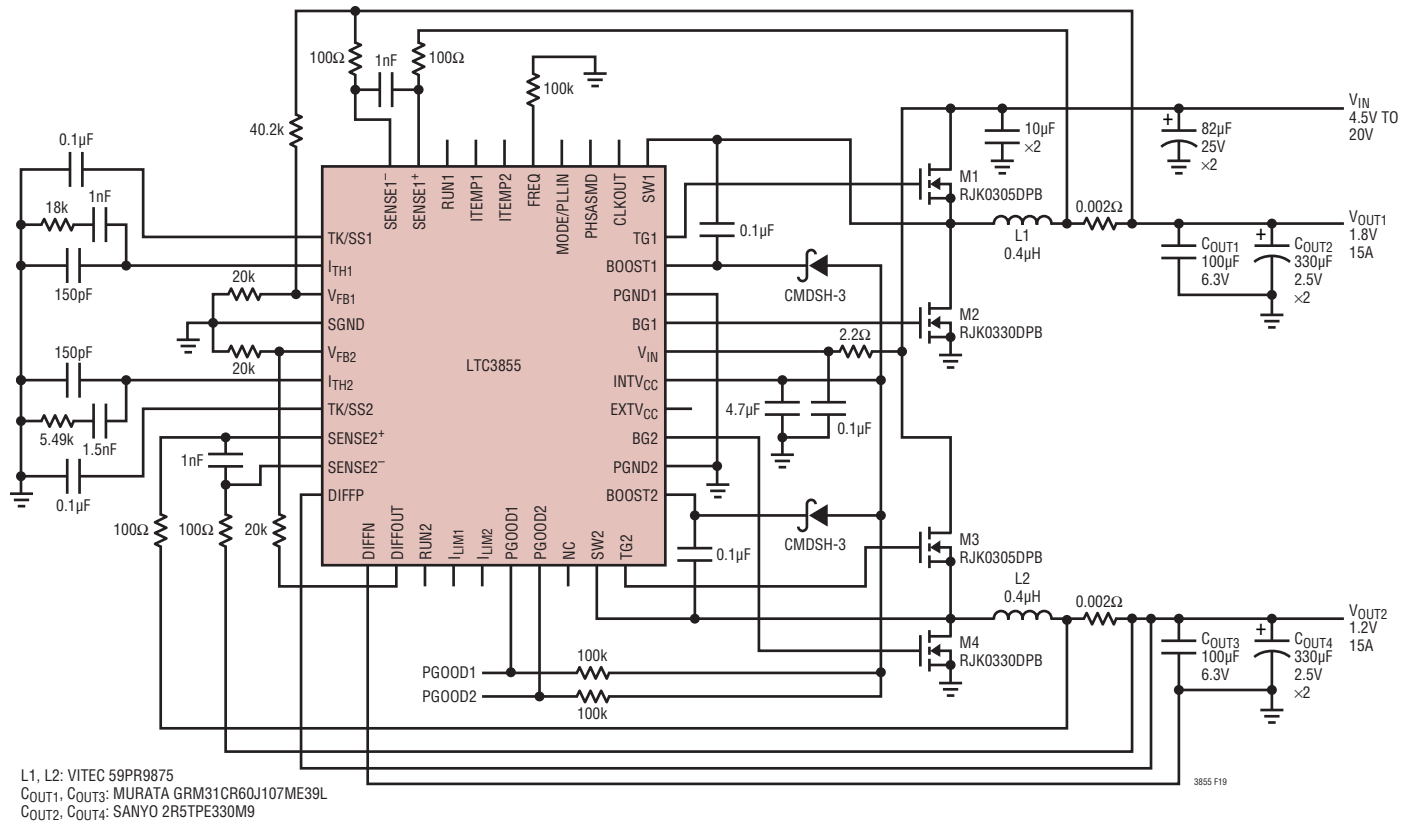 100Ω
1nF
100Ω
100k
40.2k
0.1µF
18k
1nF
150pF
20k
20k
150pF
5.49k
1.5nF
0.1µF
1nF
100Ω
100Ω
20k
SENSE1–
SENSE1+
RUN1
ITEMP1
ITEMP2
FREQ
MODE/PLLIN
PHSASMD
CLKOUT
SW1
TK/SS1
ITH1
VFB1
SGND
VFB2
ITH2
TK/SS2
SENSE2+
SENSE2–
DIFFP
LTC3855
TG1
BOOST1
PGND1
BG1
VIN
INTVCC
EXTVCC
BG2
PGND2
BOOST2
DIFFN
DIFFOUT
RUN2
ILIM1
ILIM2
PGOOD1
PGOOD2
NC
SW2
TG2
0.1µF
CMDSH-3
2.2Ω
4.7µF
0.1µF
CMDSH-3
0.1µF
10µF
×2
+
82µF
25V
×2
VIN
4.5V TO
20V
M1
RJK0305DPB
0.002Ω
L1
0.4µH
VOUT1
1.8V
15A
COUT1
100µF
6.3V
+
COUT2
330µF
2.5V
×2
M2
RJK0330DPB
M3
RJK0305DPB
L2
0.4µH
0.002Ω
VOUT2
1.2V
15A
M4
RJK0330DPB
COUT3
100µF
6.3V
+
COUT4
330µF
2.5V
×2
PGOOD1
100k
PGOOD2
100k
L1, L2: VITEC 59PR9875
COUT1, COUT3: MURATA GRM31CR60J107ME39L
COUT2, COUT4: SANYO 2R5TPE330M9
3855 F19